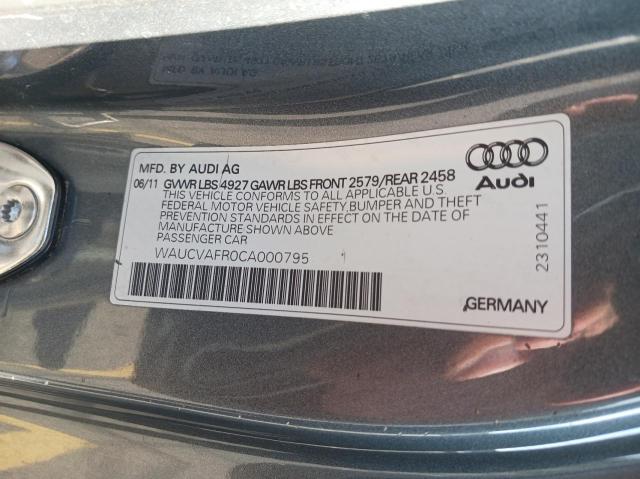 MFD. BY AUDI AG
06/11 GVWR LBS 4927 GAWR LBS FRONT 2579/REAR 2458
THIS VEHICLE CONFORMS TO ALL APPLICABLE U.S
FEDERAL MOTOR VEHICLE SAFETY,BUMPER AND THEFT
PREVENTION STANDARDS IN EFFECT ON THE DATE OF
MANUFACTURE SHOWN ABOVE
PASSENGER CAR
WAUCVAFR0CA000795
Audi
2310441
GERMANY